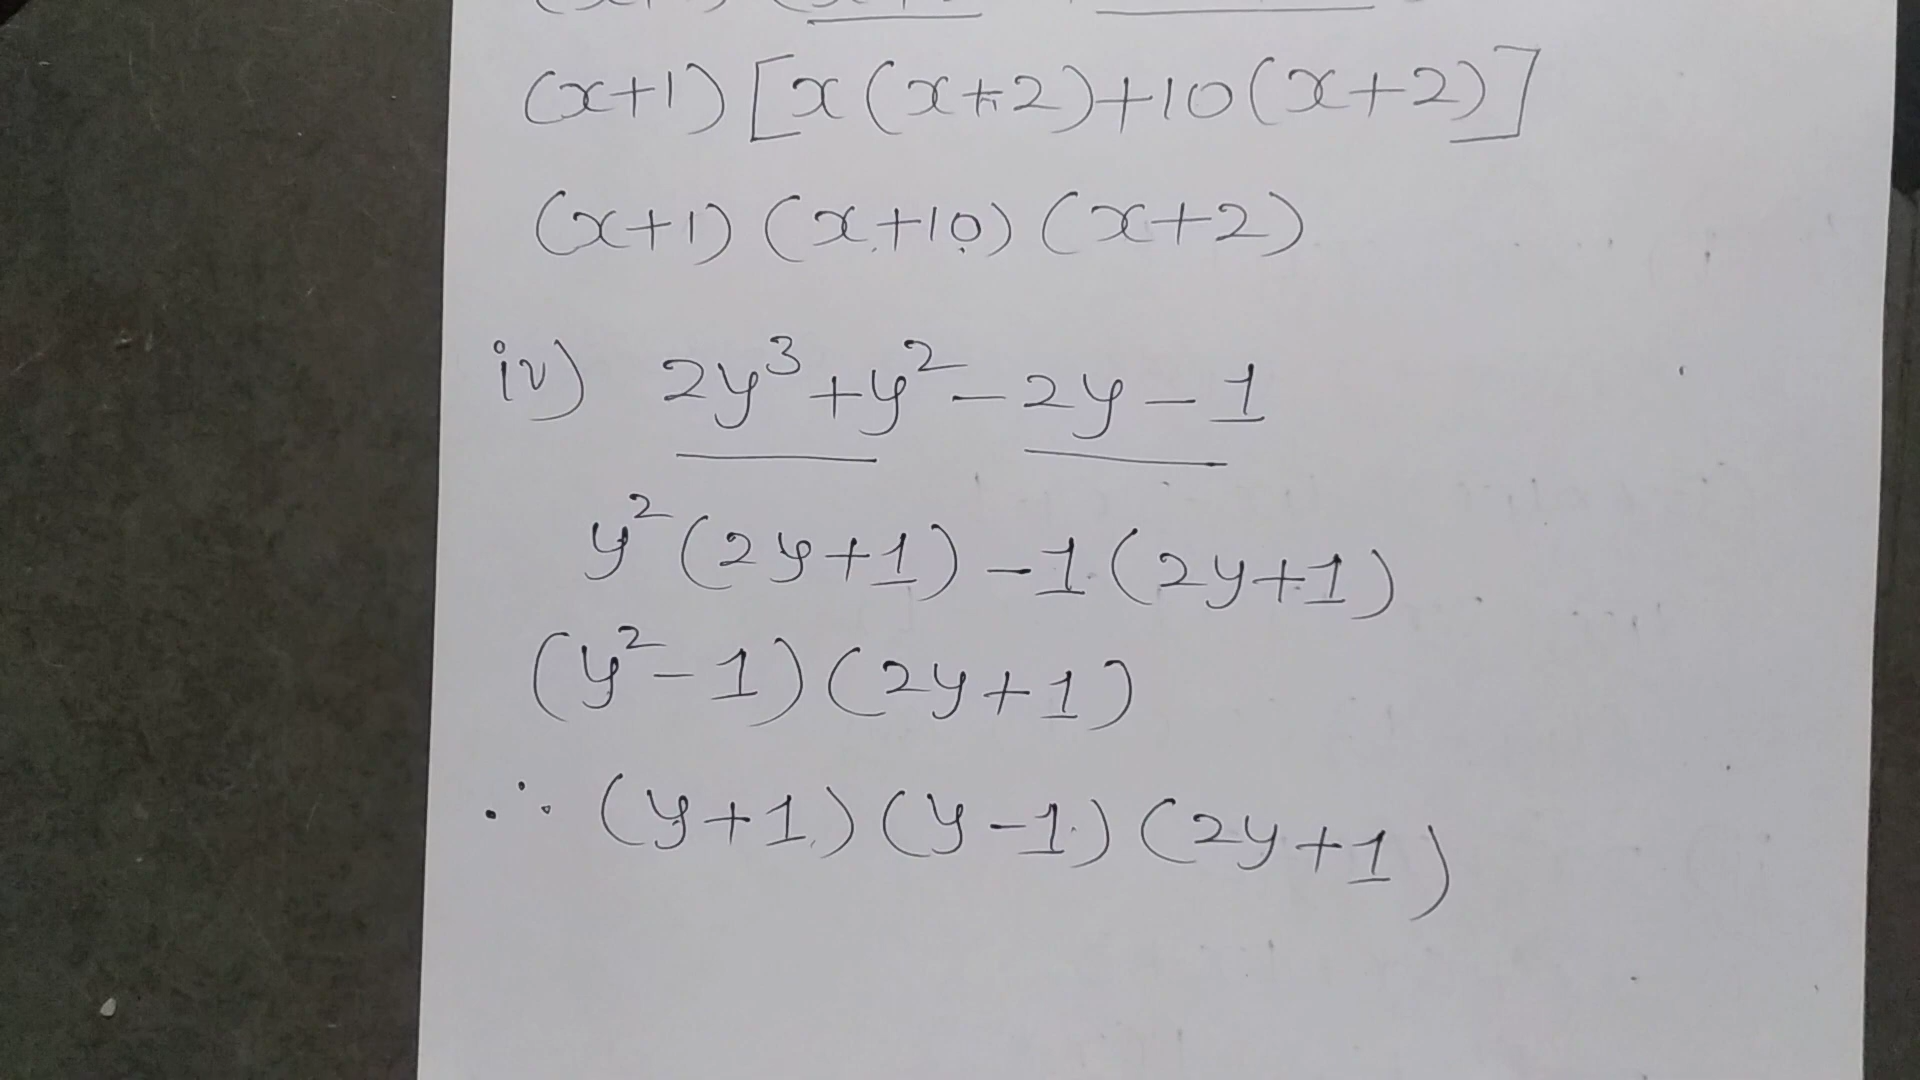 (x+1) [x(x+2)+10(x+2)]
(x+1) (x+10) (x+2)
iv) 2y³+y²-2y-1
y²(2y+1)-1(2y+1)
(y²-1)(2y+1)
∴ (y+1)(y-1)(2y+1)